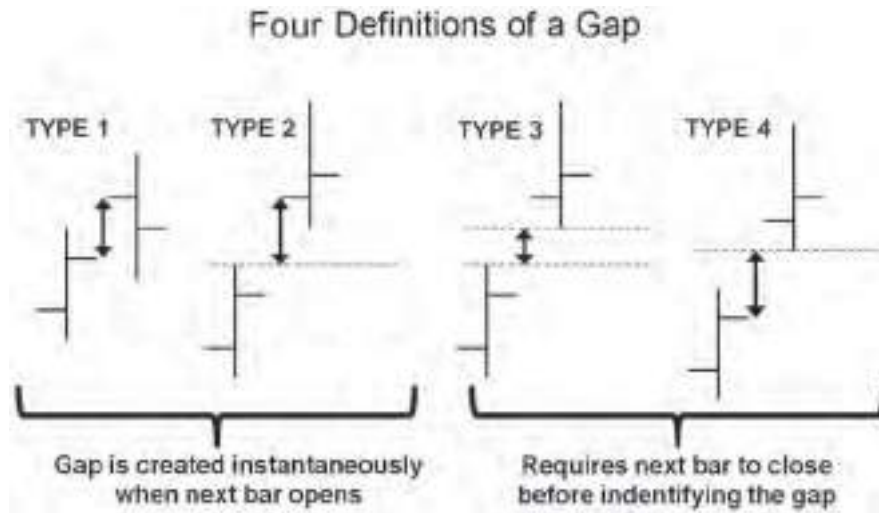 Four Definitions of a Gap
TYPE 1
TYPE 2
TYPE 3
TYPE 4
Gap is created instantaneously
when next bar opens
Requires next bar to close
before indentifying the gap